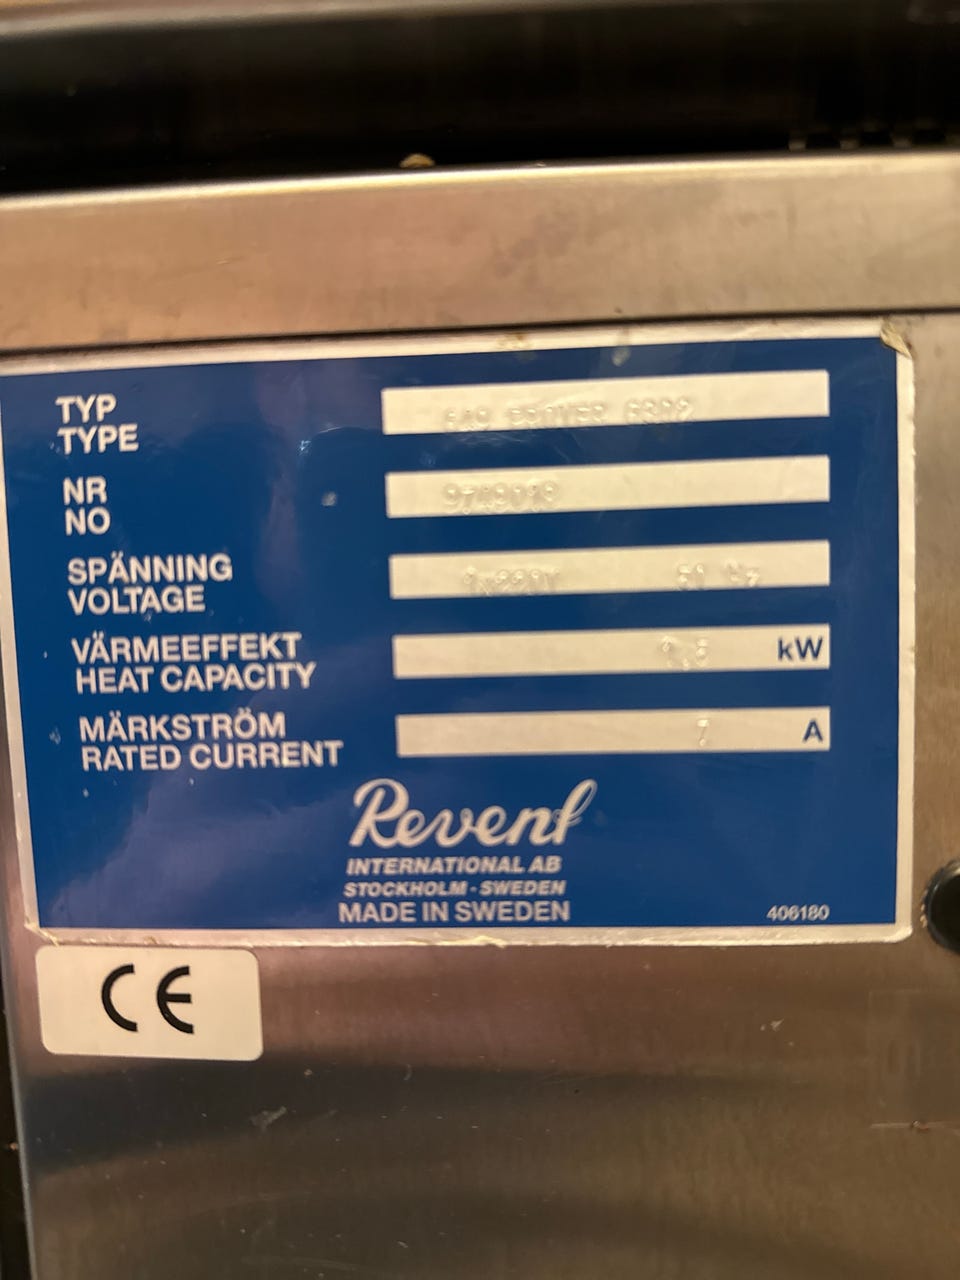 TYP
TYPE
NR
NO
SPÄNNING
VOLTAGE
VÄRMEEFFEKT
HEAT CAPACITY
kW
MÄRKSTRÖM
RATED CURRENT
7 A
Revent
INTERNATIONAL AB
STOCKHOLM - SWEDEN
MADE IN SWEDEN
406180
CE